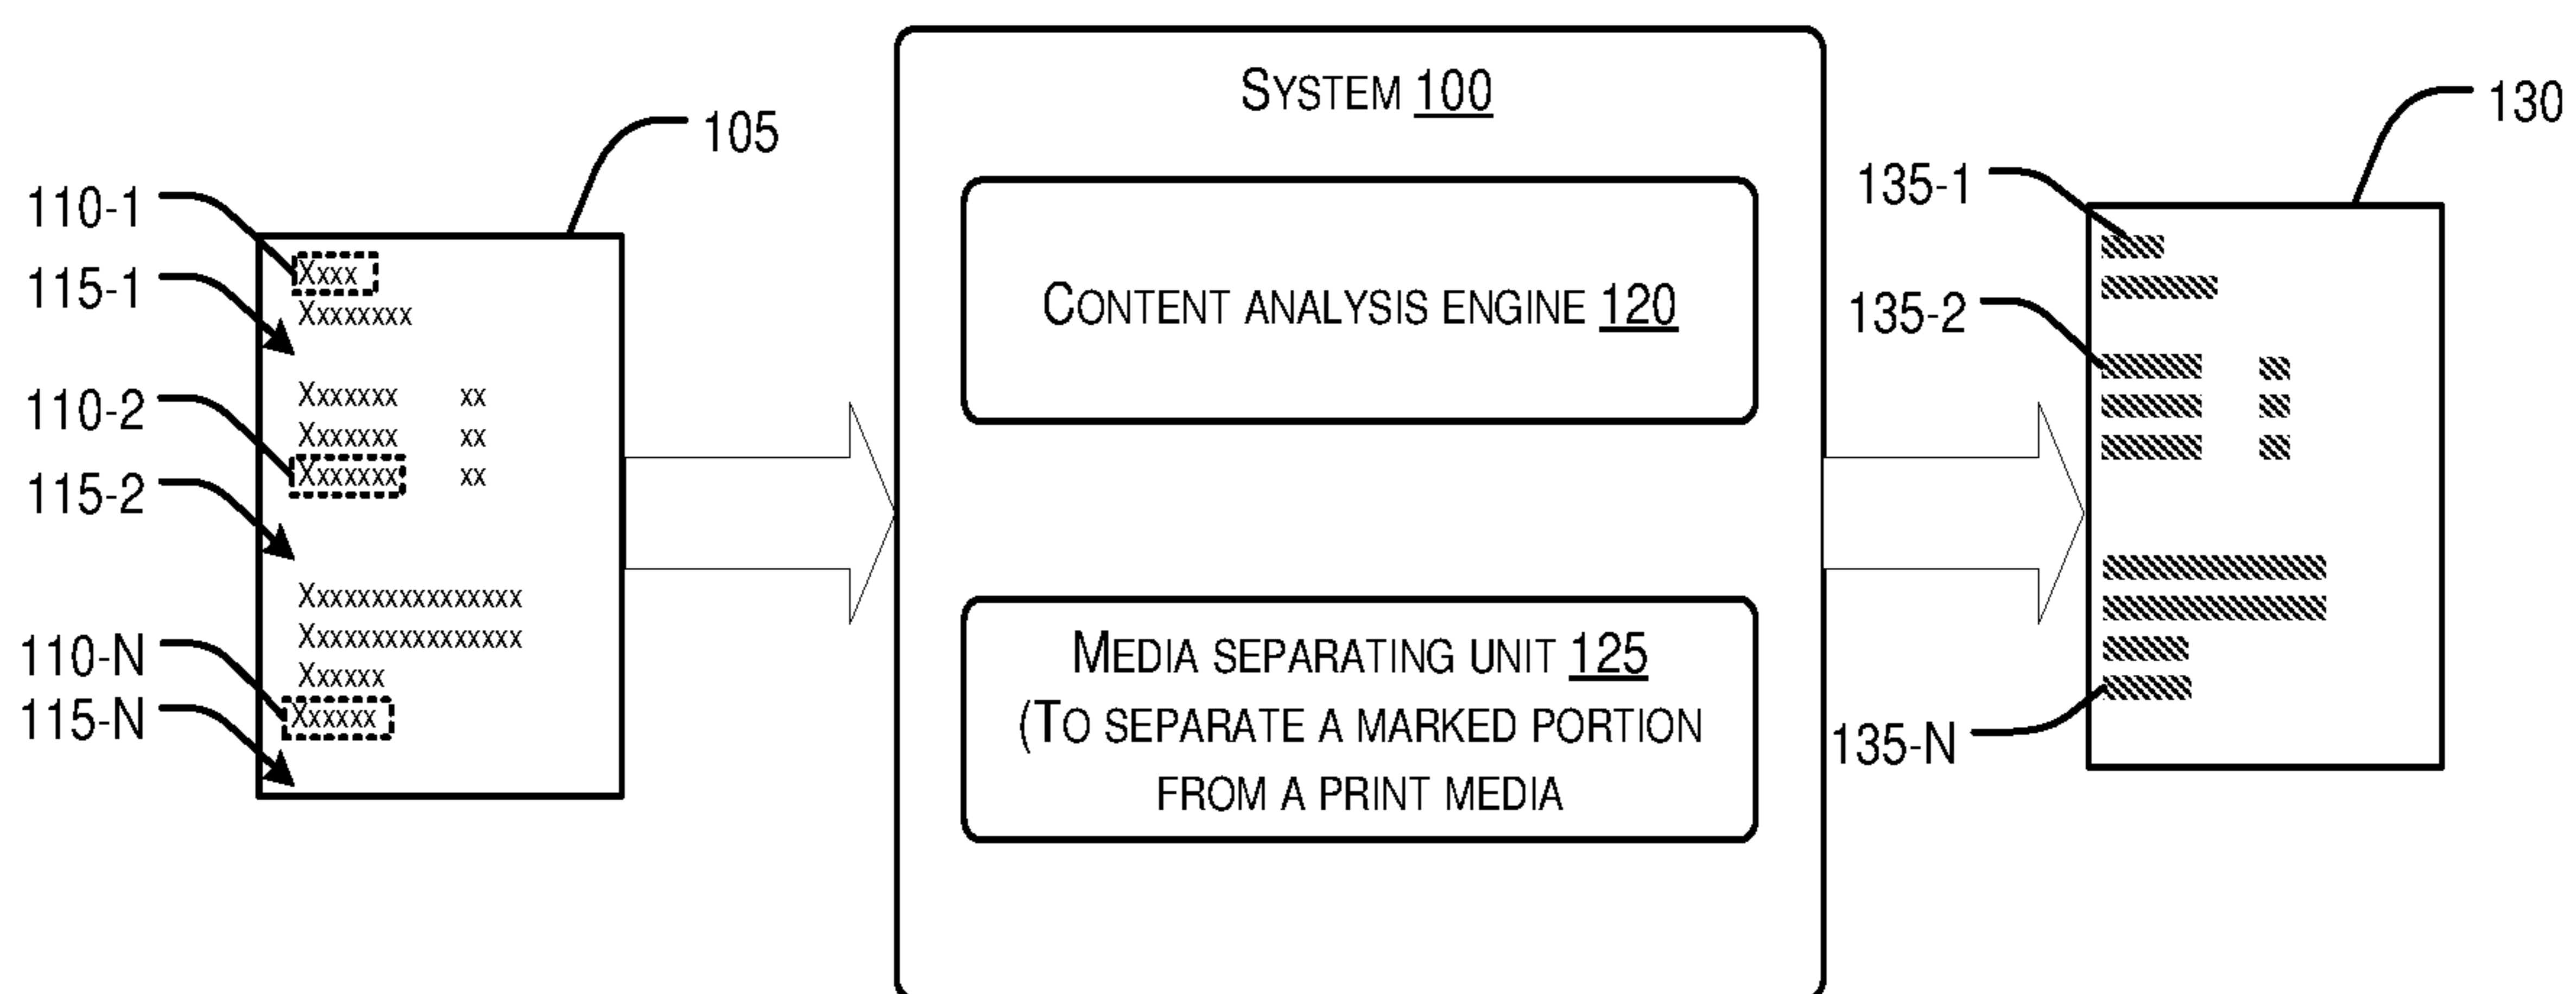 105
110-1
115-1
110-2
115-2
110-N
115-N
Xxxx
Xxxxxxxx
Xxxxxxx xx
Xxxxxxx xx
Xxxxxxx xx
Xxxxxxxxxxxxxxxx
Xxxxxxxxxxxxxxxx
Xxxxxx
Xxxxxx
SYSTEM 100
CONTENT ANALYSIS ENGINE 120
MEDIA SEPARATING UNIT 125
(TO SEPARATE A MARKED PORTION
FROM A PRINT MEDIA
130
135-1
135-2
135-N